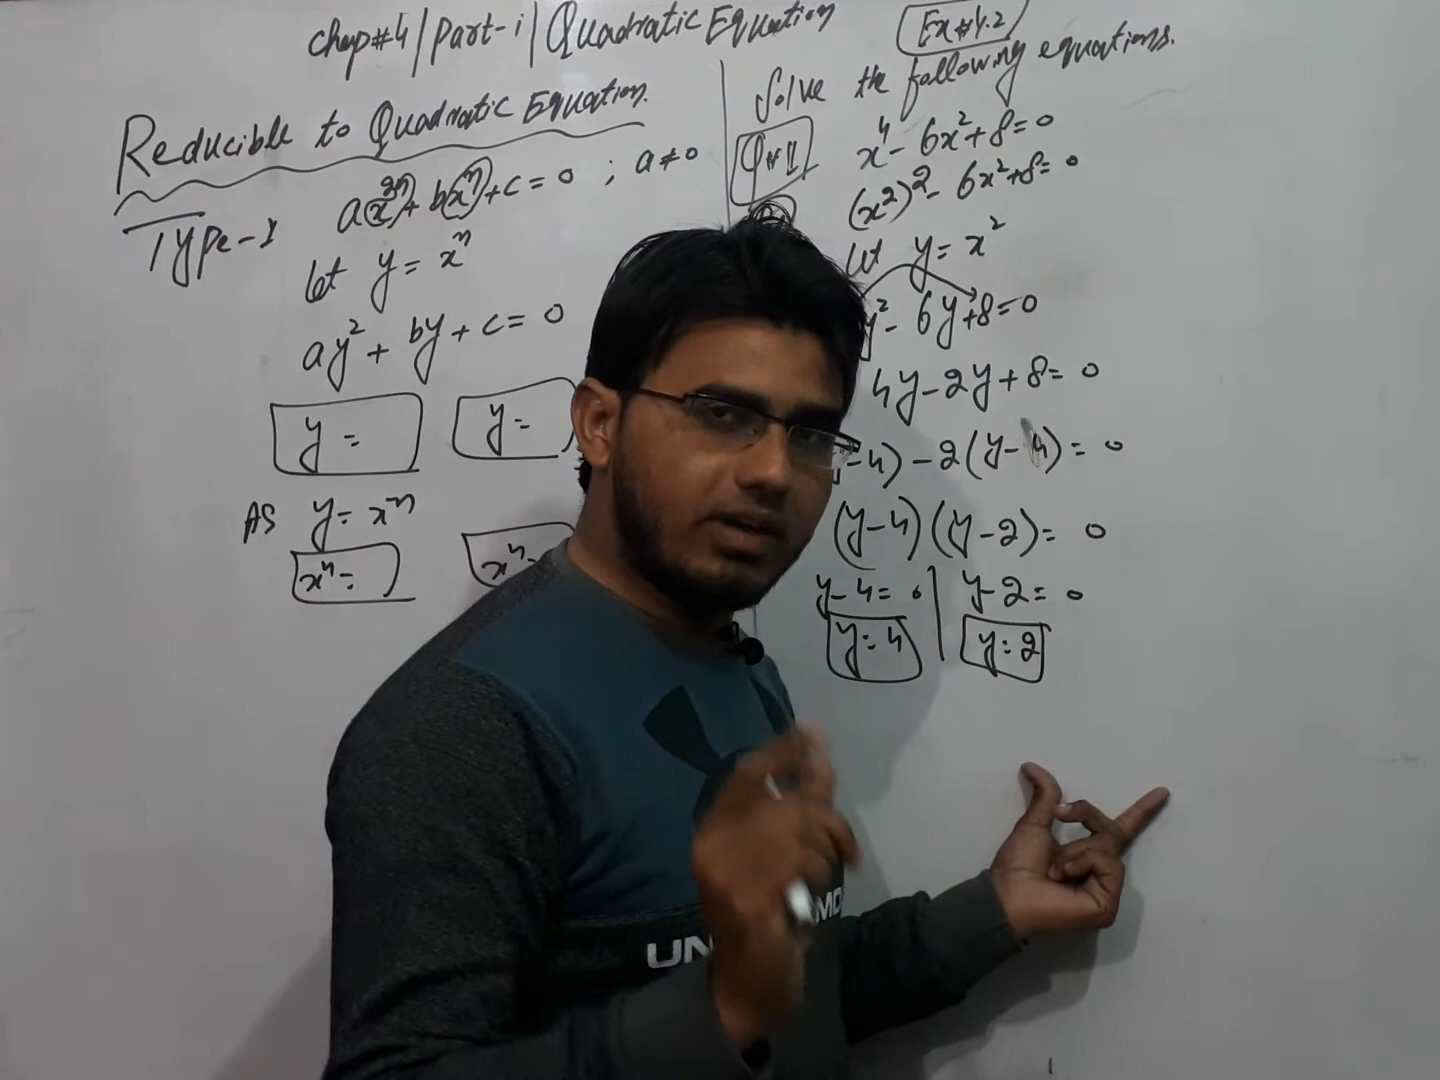 Chap#4/Part-i/Quadratic Equation
Ex#4.2
Reducible to Quadratic Equation.
Type-I
ax²ⁿ + bxⁿ + c = 0 ; a ≠ 0
let y = xⁿ
ay² + by + c = 0
y =
y =
As y = xⁿ
xⁿ =
xⁿ =
Solve the following equations.
Q#1
x⁴ - 6x² + 8 = 0
(x²)² - 6x² + 8 = 0
let y = x²
y² - 6y + 8 = 0
4y - 2y + 8 = 0
-4) - 2(y - 4) = 0
(y - 4)(y - 2) = 0
y - 4 = 0 | y - 2 = 0
y = 4 | y = 2
UN